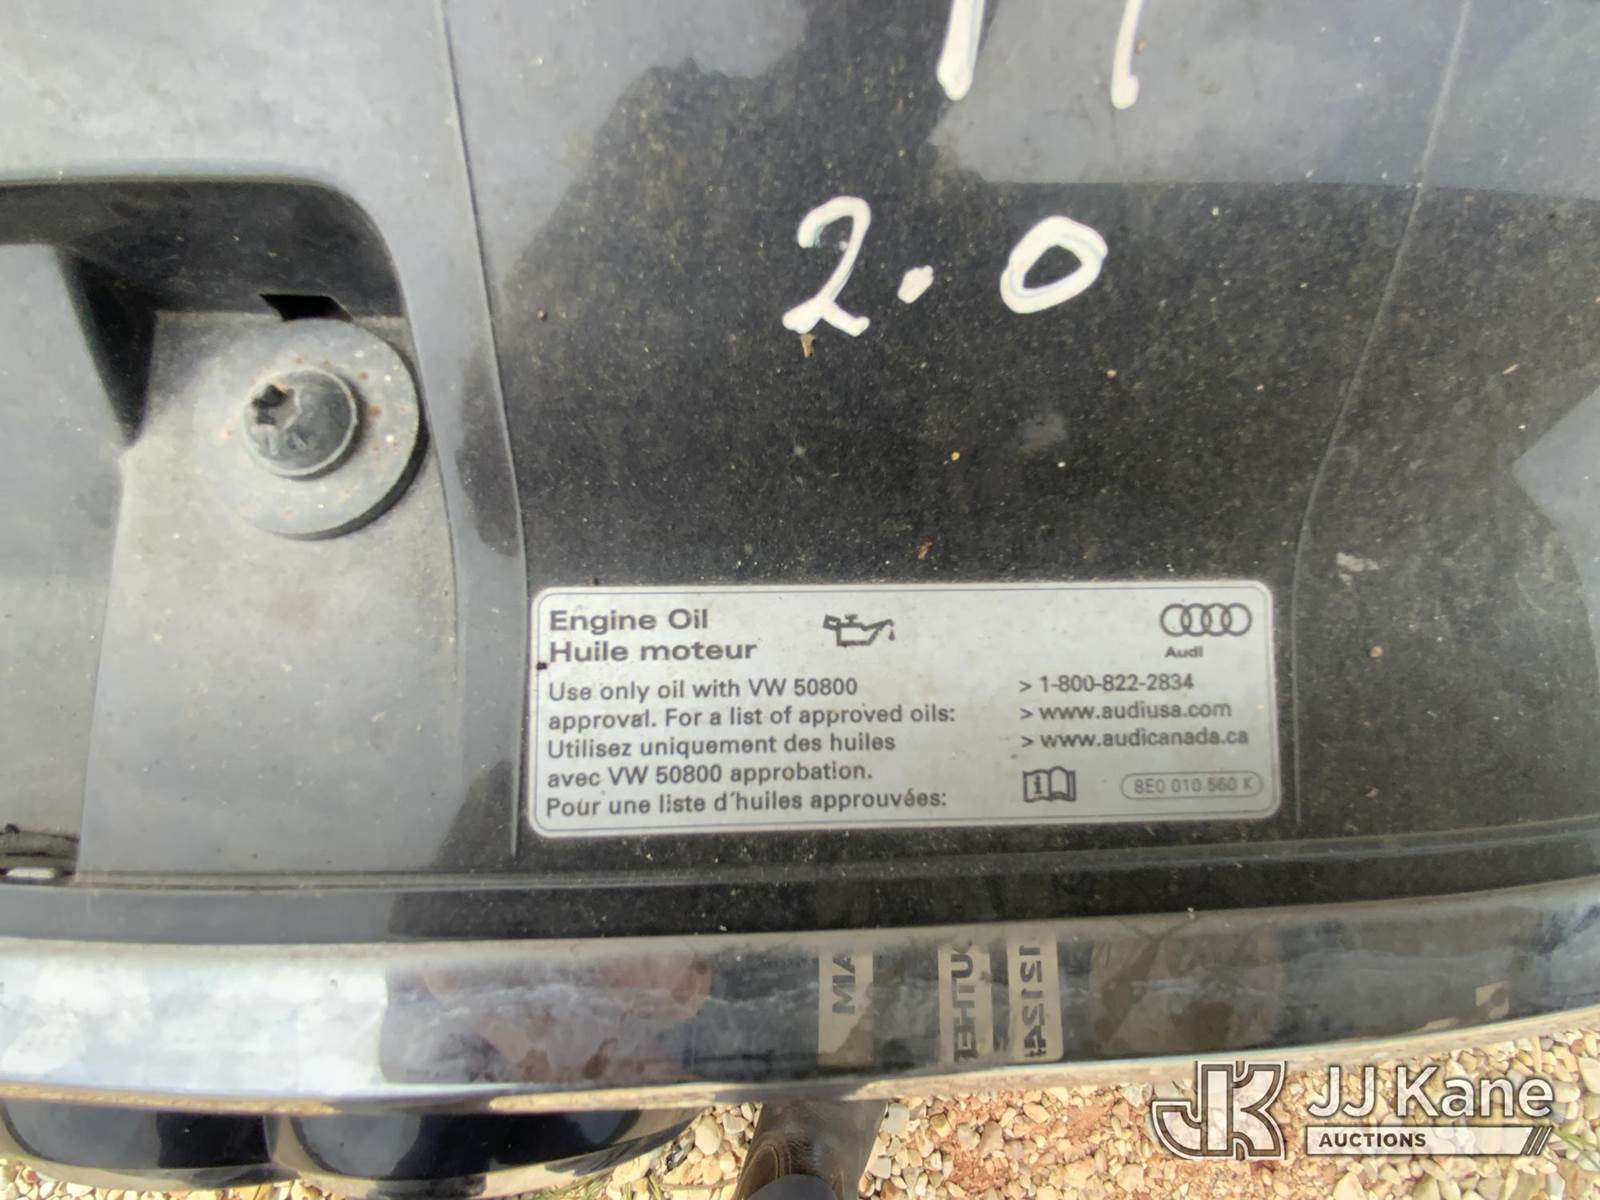 2.0
Engine Oil
Huile moteur
Audi
Use only oil with VW 50800
approval. For a list of approved oils:
Utilisez uniquement des huiles
avec VW 50800 approbation.
Pour une liste d'huiles approuvées:
> 1-800-822-2834
> www.audiusa.com
> www.audicanada.ca
8E0 010 560 K
JJ Kane
AUCTIONS